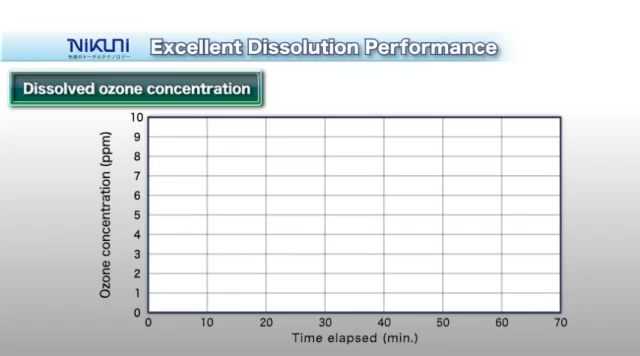 NIKUNI
Excellent Dissolution Performance
Dissolved ozone concentration
Ozone concentration (ppm)
10
9
8
7
6
5
4
3
2
1
0
0 10 20 30 40 50 60 70
Time elapsed (min.)